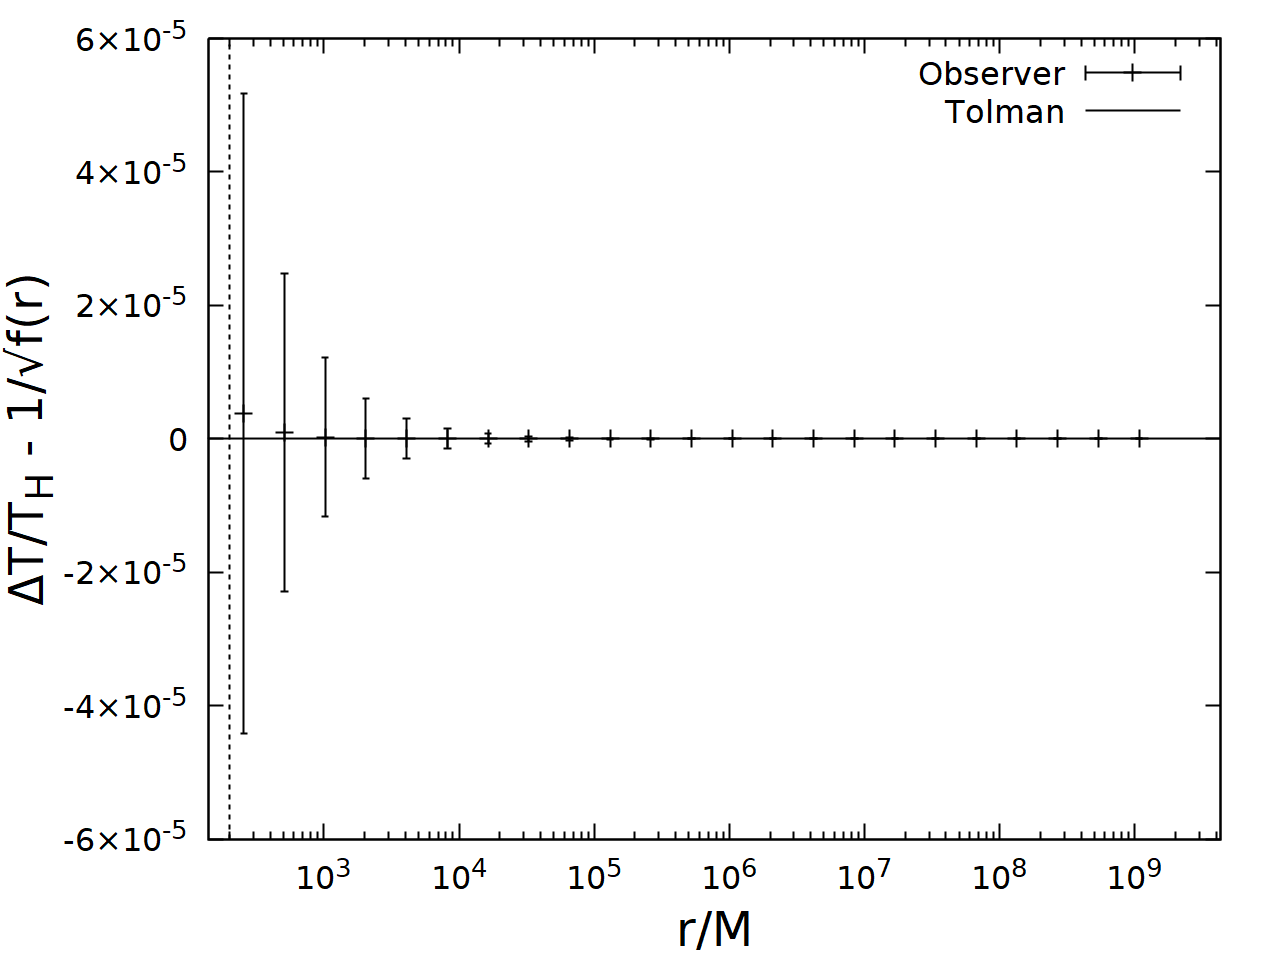 6×10⁻⁵
4×10⁻⁵
2×10⁻⁵
0
-2×10⁻⁵
-4×10⁻⁵
-6×10⁻⁵
ΔT/T_H - 1/√f(r)
Observer
Tolman
10³ 10⁴ 10⁵ 10⁶ 10⁷ 10⁸ 10⁹
r/M